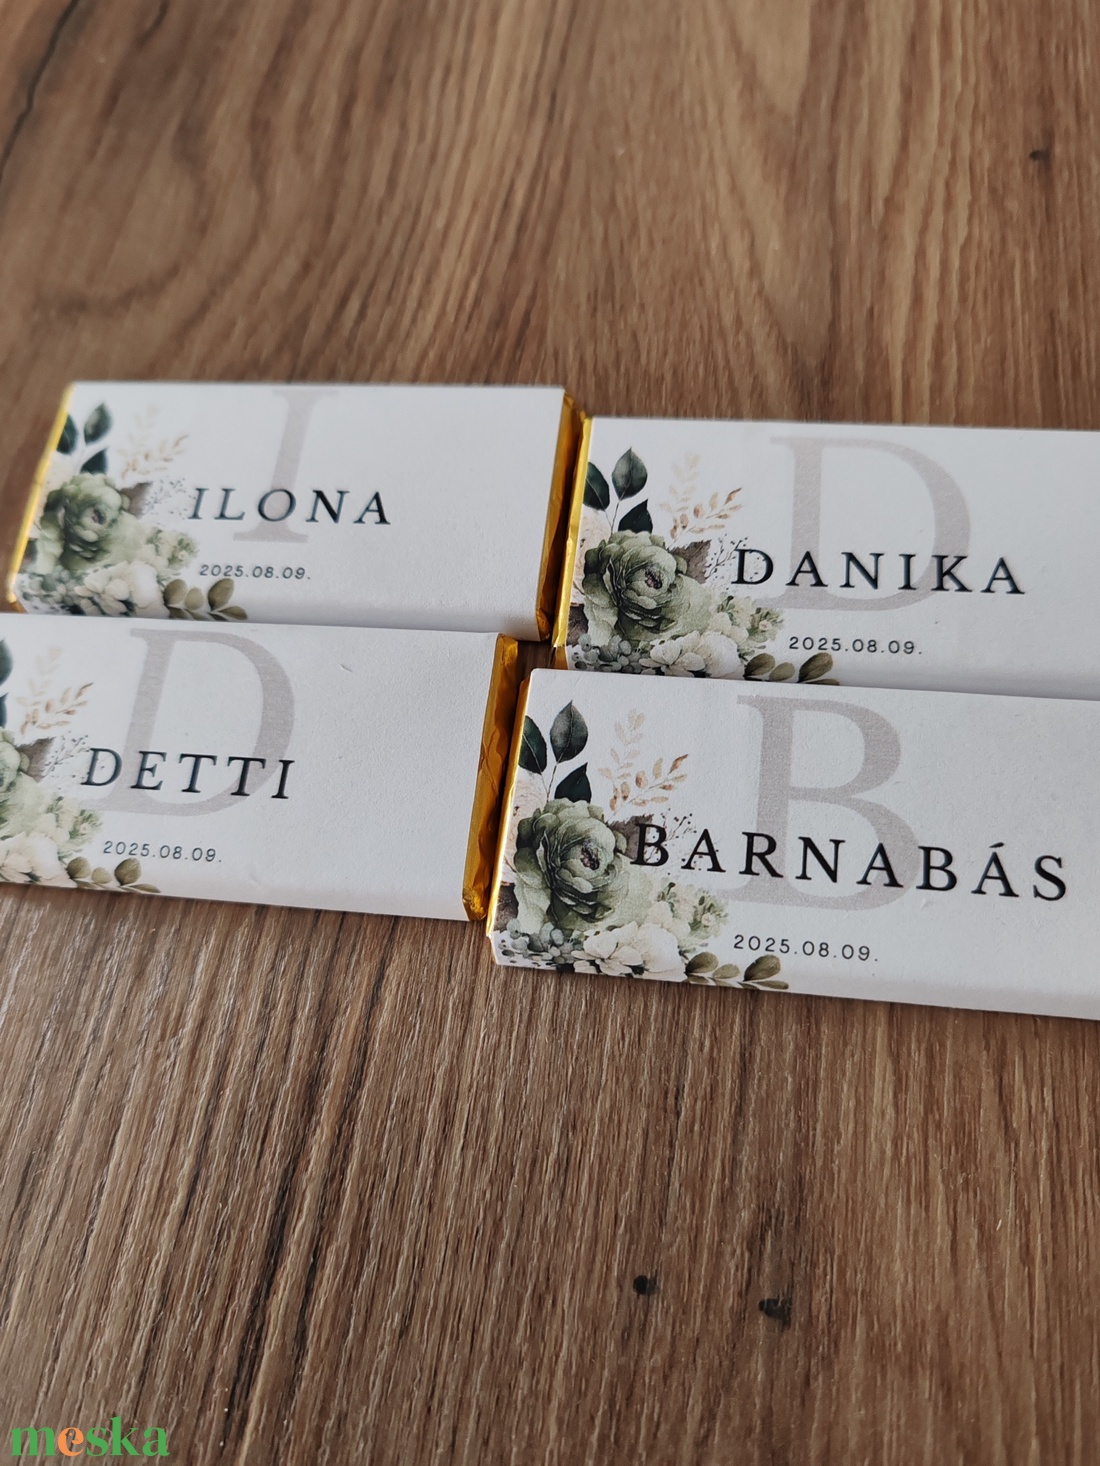 I
ILONA
2025.08.09.
D
DANIKA
2025.08.09.
D
DETTI
2025.08.09.
B
BARNABÁS
2025.08.09.
meska